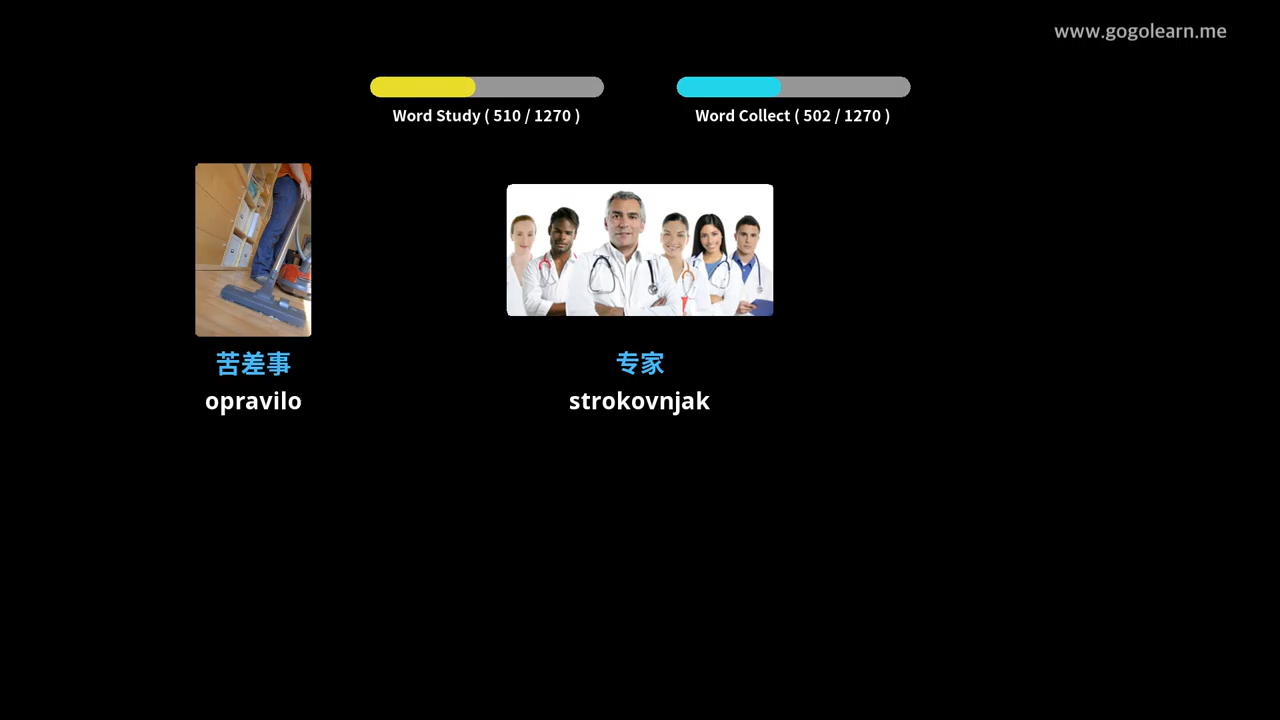 www.gogolearn.me
Word Study ( 510 / 1270 )
Word Collect ( 502 / 1270 )
苦差事
opravilo
专家
strokovnjak